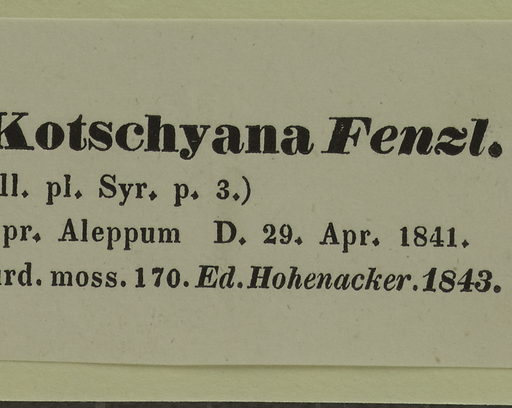 Kotschyana Fenzl.
ll. pl. Syr. p. 3.)
pr. Aleppum D. 29. Apr. 1841.
rd. moss. 170. Ed. Hohenacker. 1843.